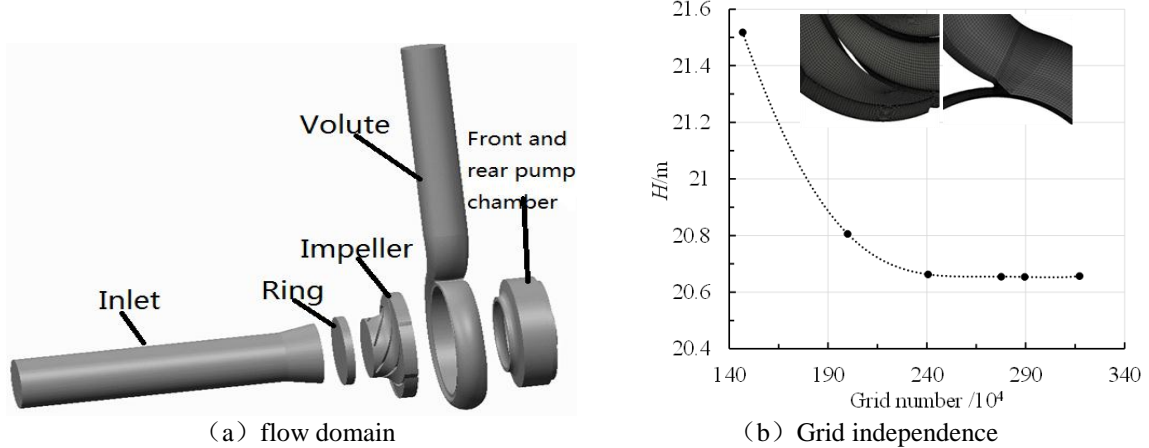 Volute
Front and
rear pump
chamber
Impeller
Ring
Inlet
（a）flow domain
21.6
21.4
21.2
21
20.8
20.6
20.4
H/m
140
190
240
290
340
Grid number /10⁴
（b）Grid independence